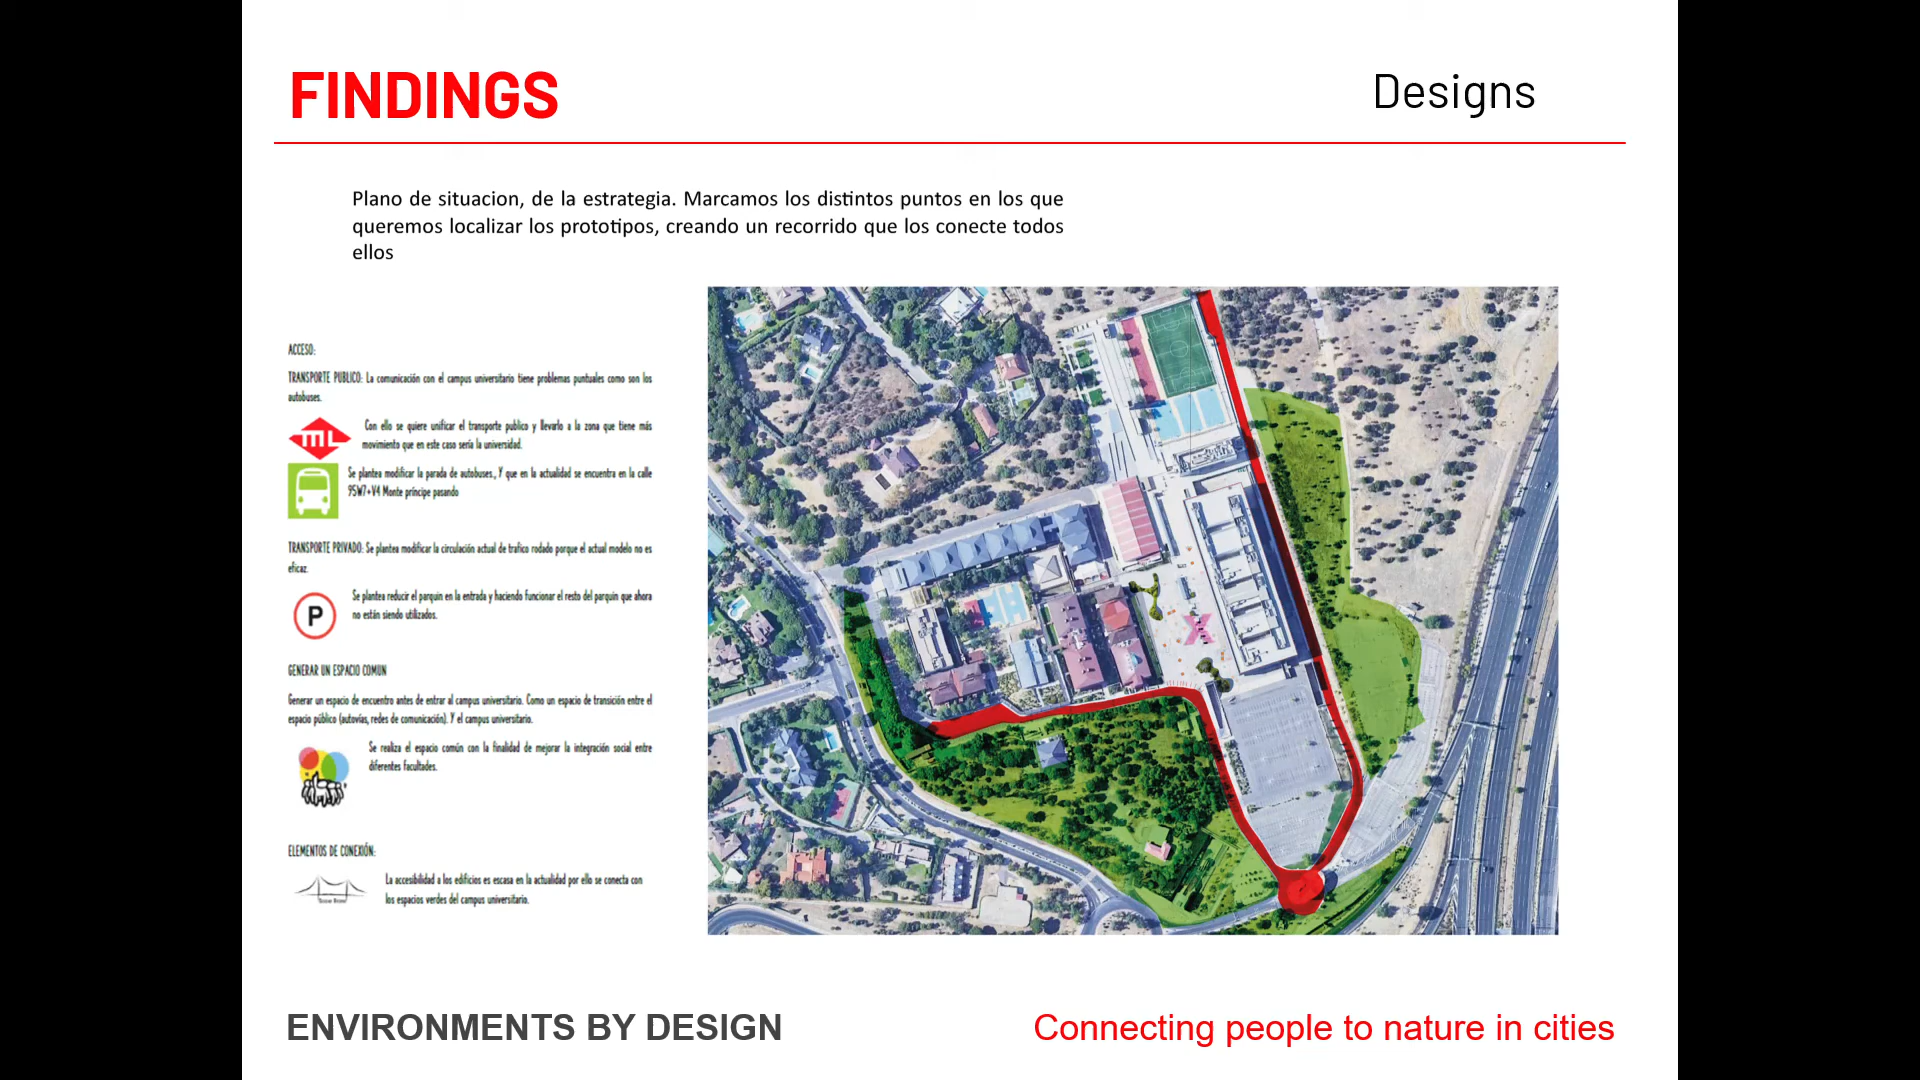 FINDINGS
Designs
Plano de situacion, de la estrategia. Marcamos los distintos puntos en los que
queremos localizar los prototipos, creando un recorrido que los conecte todos
ellos
ACCESO:
TRANSPORTE PUBLICO: La comunicación con el campus universitario tiene problemas puntuales como son los
autobuses.
ML
Con ello se quiere unificar el transporte publico y llevarlo a la zona que tiene más
movimiento que en este caso sería la universidad.
Se plantea modificar la parada de autobuses., Y que en la actualidad se encuentra en la calle
95W7+V4 Monte príncipe pasando
TRANSPORTE PRIVADO: Se plantea modificar la circulación actual de trafico rodado porque el actual modelo no es
eficaz.
P
Se plantea reducir el parquin en la entrada y haciendo funcionar el resto del parquin que ahora
no están siendo utilizados.
GENERAR UN ESPACIO COMUN
Generar un espacio de encuentro antes de entrar al campus universitario. Como un espacio de transición entre el
espacio público (autovías, redes de comunicación). Y el campus universitario.
Se realiza el espacio común con la finalidad de mejorar la integración social entre
diferentes facultades.
ELEMENTOS DE CONEXIÓN:
La accesibilidad a los edificios es escasa en la actualidad por ello se conecta con
los espacios verdes del campus universitario.
ENVIRONMENTS BY DESIGN
Connecting people to nature in cities